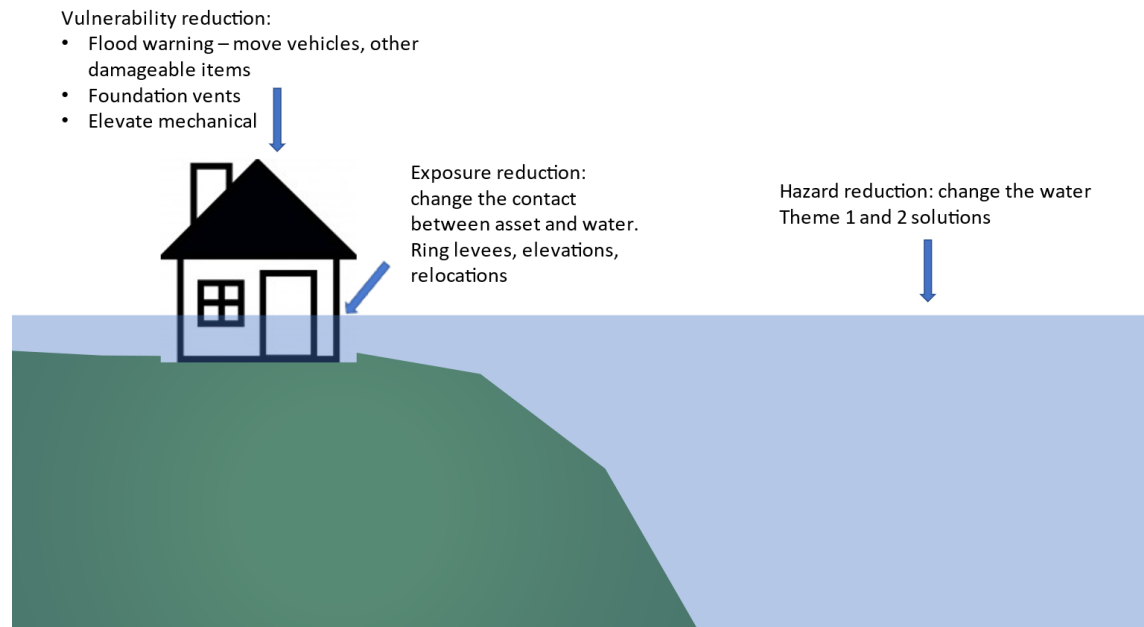 Vulnerability reduction:
• Flood warning – move vehicles, other
damageable items
• Foundation vents
• Elevate mechanical
Exposure reduction:
change the contact
between asset and water.
Ring levees, elevations,
relocations
Hazard reduction: change the water
Theme 1 and 2 solutions